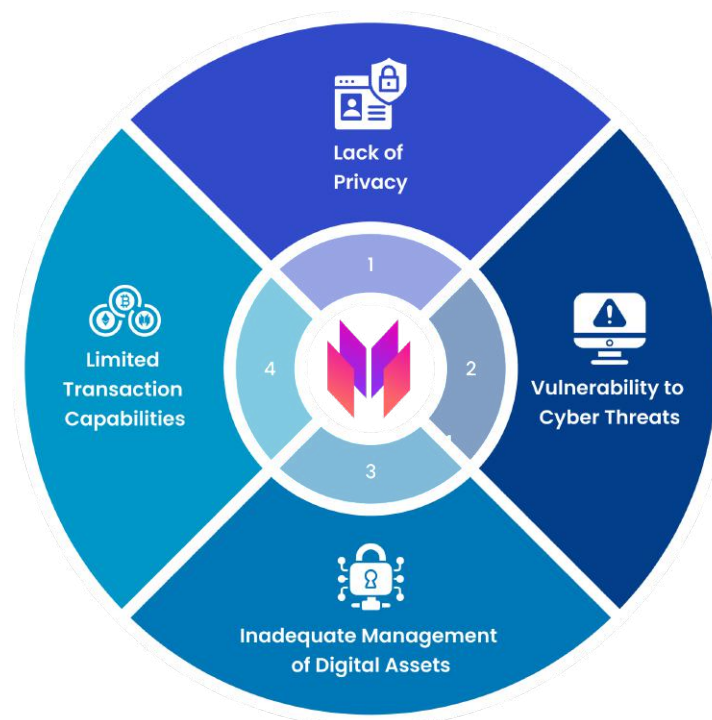 Lack of
Privacy
1
2
Vulnerability to
Cyber Threats
3
Inadequate Management
of Digital Assets
4
Limited
Transaction
Capabilities